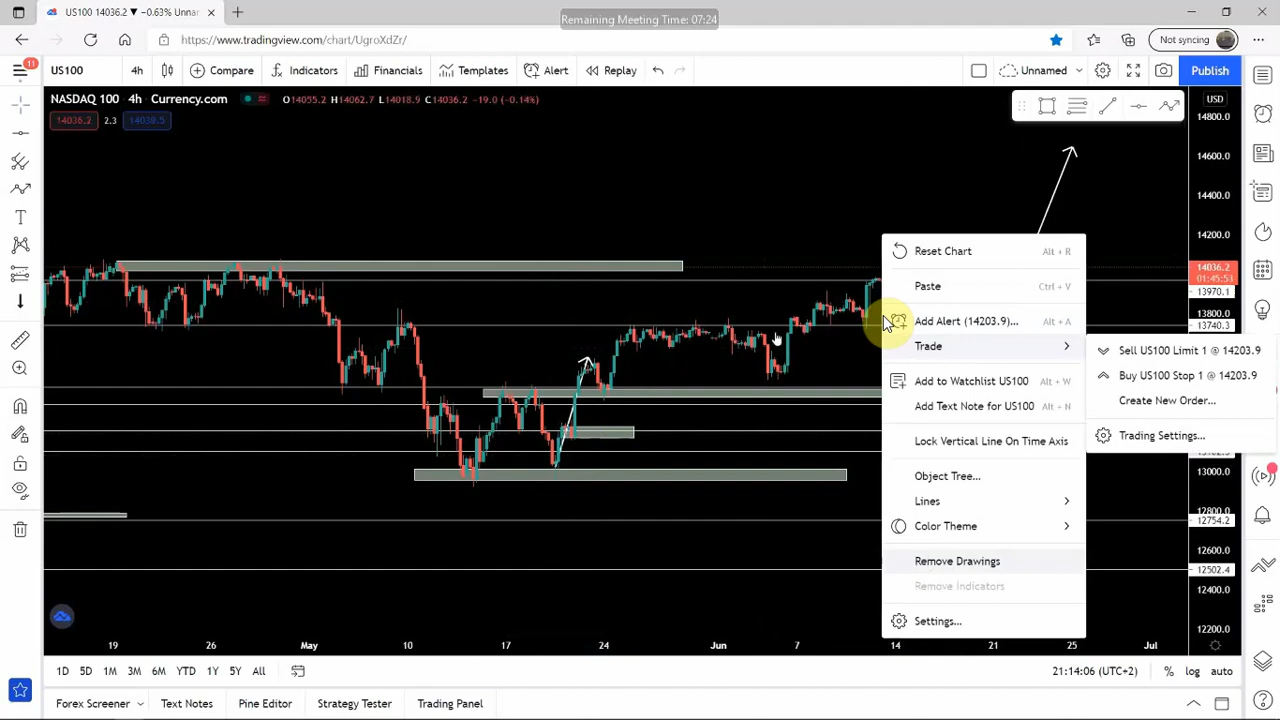 US100 14036.2 ▼ −0.63% Unnar
Remaining Meeting Time: 07:24
https://www.tradingview.com/chart/UgroXdZr/
Not syncing
11
US100
4h
Compare
Indicators
Financials
Templates
Alert
Replay
Unnamed
Publish
NASDAQ 100 4h Currency.com
O14055.2 H14062.7 L14018.9 C14036.2 −19.0 (−0.14%)
14036.2
2.3
14038.5
USD
14800.0
14600.0
14400.0
14200.0
14036.2
01:45:53
13970.1
13800.0
13740.3
13000.0
12800.0
12754.2
12600.0
12502.4
12400.0
12200.0
Reset Chart Alt + R
Paste Ctrl + V
Add Alert (14203.9)... Alt + A
Trade
Add to Watchlist US100 Alt + W
Add Text Note for US100 Alt + N
Lock Vertical Line On Time Axis
Object Tree...
Lines
Color Theme
Remove Drawings
Remove Indicators
Settings...
Sell US100 Limit 1 @ 14203.9
Buy US100 Stop 1 @ 14203.9
Create New Order...
Trading Settings...
19 26 May 10 17 24 Jun 7 14 21 25 Jul
1D 5D 1M 3M 6M YTD 1Y 5Y All
21:14:06 (UTC+2)
% log auto
Forex Screener
Text Notes
Pine Editor
Strategy Tester
Trading Panel